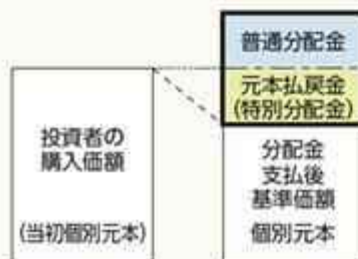 投資者の
購入価額
(当初個別元本)
普通分配金
元本払戻金
(特別分配金)
分配金
支払後
基準価額
個別元本